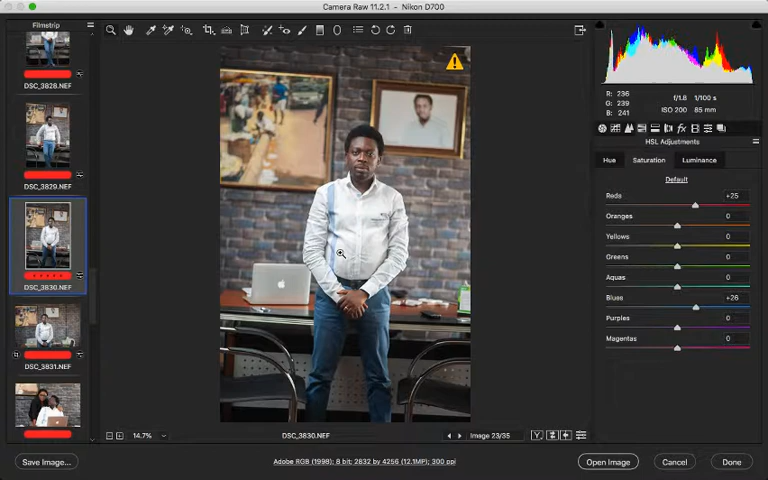 Camera Raw 11.2.1 - Nikon D700
Filmstrip
DSC_3828.NEF
DSC_3829.NEF
DSC_3830.NEF
DSC_3831.NEF
R: 236
G: 239
B: 241
f/1.8 1/100 s
ISO 200 85 mm
HSL Adjustments
Hue Saturation Luminance
Default
Reds +25
Oranges 0
Yellows 0
Greens 0
Aquas 0
Blues +26
Purples 0
Magentas 0
14.7% DSC_3830.NEF Image 23/35
Save Image... Adobe RGB (1998); 8 bit; 2832 by 4256 (12.1MP); 300 ppi Open Image Cancel Done